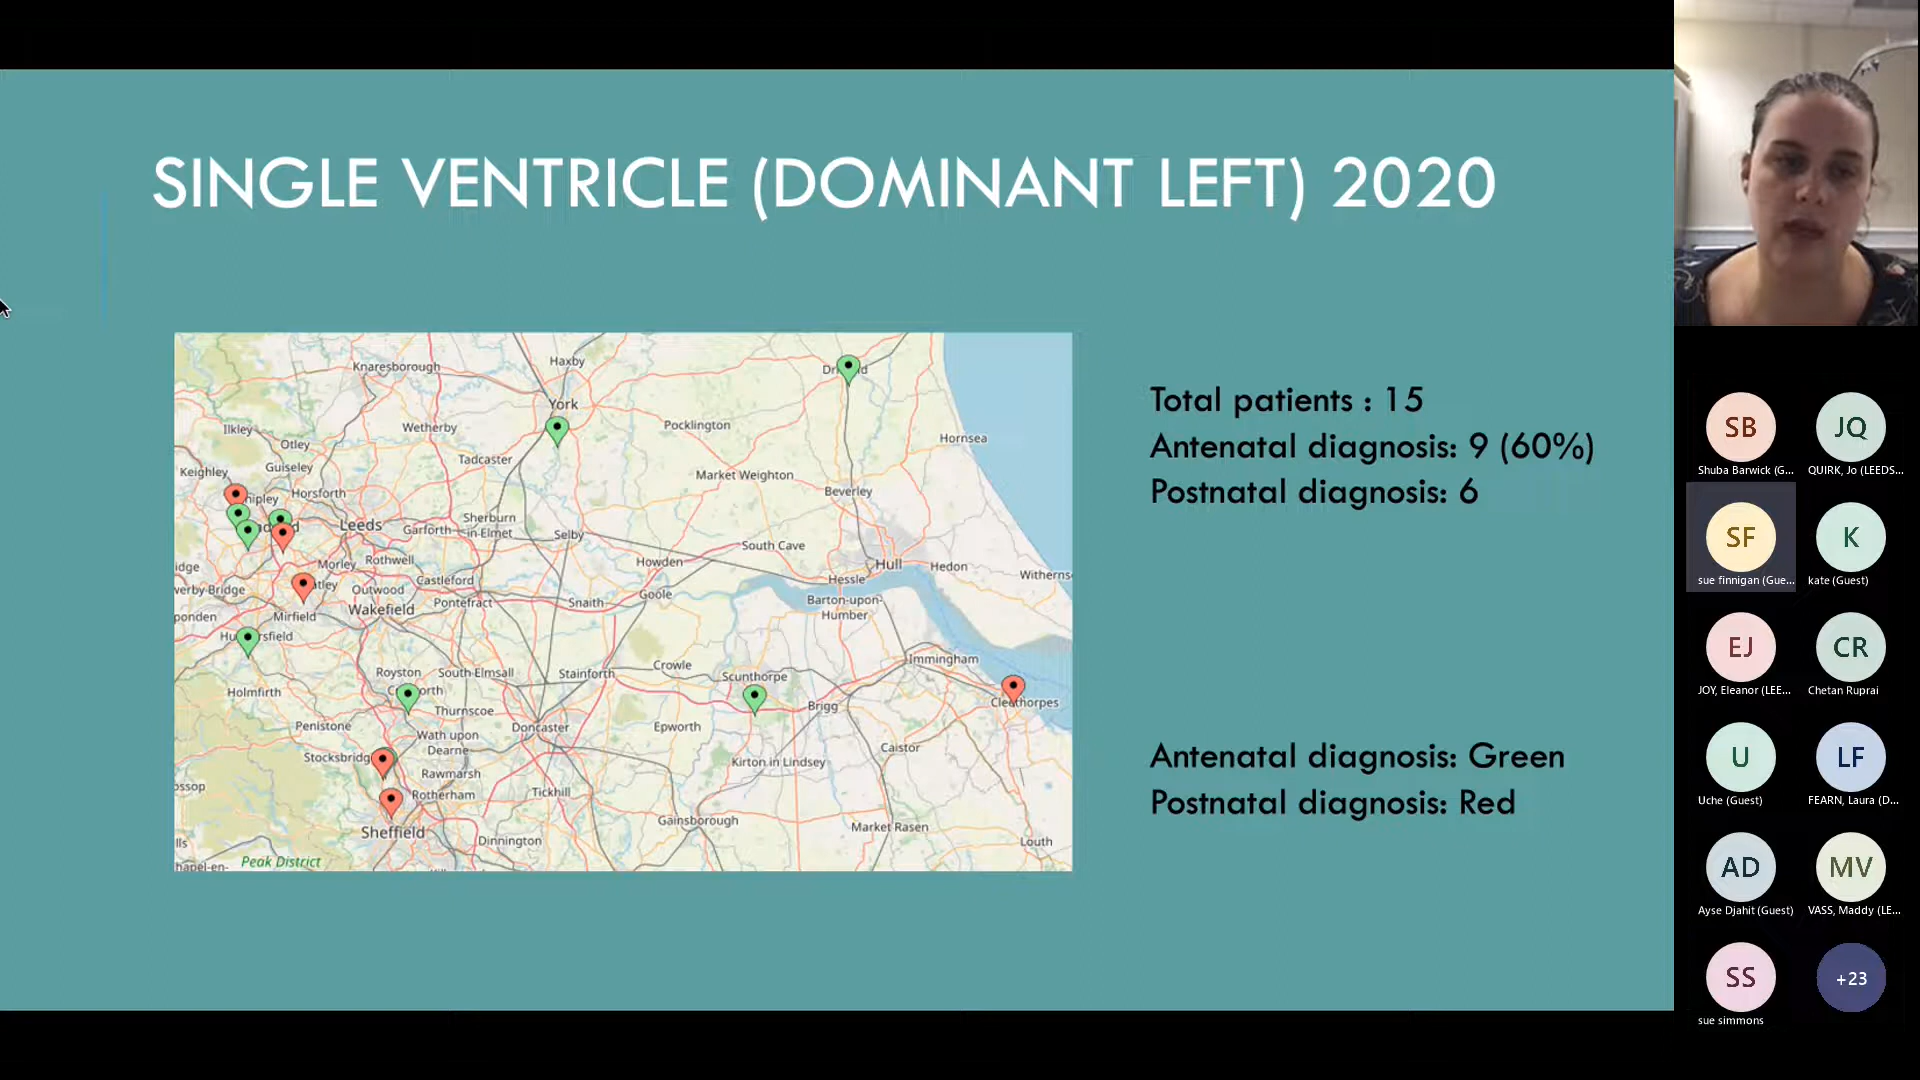 SINGLE VENTRICLE (DOMINANT LEFT) 2020
Total patients : 15
Antenatal diagnosis: 9 (60%)
Postnatal diagnosis: 6
Antenatal diagnosis: Green
Postnatal diagnosis: Red
Haxby
Knaresborough
York
Pocklington
Ilkley
Wetherby
Hornsea
Otley
Tadcaster
Guiseley
Keighley
Market Weighton
Horsforth
Beverley
Leeds
Sherburn
-in-Elmet
Garforth
Selby
South Cave
Morley
Rothwell
Howden
Hull
Hedon
Castleford
Hessle
Outwood
Goole
Pontefract
Snaith
Barton-upon-
Humber
Wakefield
Mirfield
Holmfirth
Royston
South Elmsall
Stainforth
Crowle
Scunthorpe
Immingham
Thurnscoe
Brigg
Cleethorpes
Penistone
Doncaster
Epworth
Wath upon
Dearne
Caistor
Kirton in Lindsey
Rawmarsh
Rotherham
Tickhill
Gainsborough
Market Rasen
Sheffield
Dinnington
Louth
Peak District
SB
Shuba Barwick (G...
JQ
QUIRK, Jo (LEEDS...
SF
sue finnigan (Gue...
K
kate (Guest)
EJ
JOY, Eleanor (LEE...
CR
Chetan Ruprai
U
Uche (Guest)
LF
FEARN, Laura (D...
AD
Ayse Djahit (Guest)
MV
VASS, Maddy (LE...
SS
sue simmons
+23